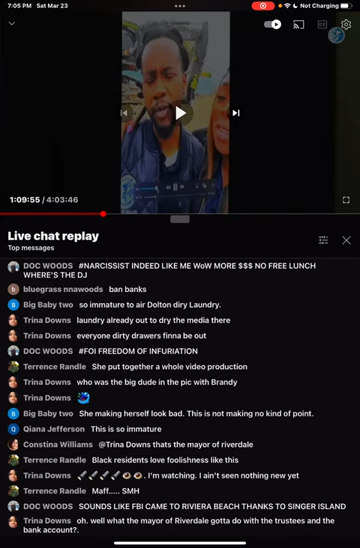 7:05 PM Sat Mar 23
Not Charging
1:09:55 / 4:03:46
Live chat replay
Top messages
DOC WOODS #NARCISSIST INDEED LIKE ME WoW MORE $$$ NO FREE LUNCH
WHERE'S THE DJ
b bluegrass nnawoods ban banks
B Big Baby two so immature to air Dolton diry Laundry.
Trina Downs laundry already out to dry the media there
Trina Downs everyone dirty drawers finna be out
DOC WOODS #FOI FREEDOM OF INFURIATION
Terrence Randle She put together a whole video production
Trina Downs who was the big dude in the pic with Brandy
Trina Downs
B Big Baby two She making herself look bad. This is not making no kind of point.
Q Qiana Jefferson This is so immature
Constina Williams @Trina Downs thats the mayor of riverdale
Terrence Randle Black residents love foolishness like this
Trina Downs . I'm watching. I ain't seen nothing new yet
Terrence Randle Maff..... SMH
DOC WOODS SOUNDS LIKE FBI CAME TO RIVIERA BEACH THANKS TO SINGER ISLAND
Trina Downs oh. well what the mayor of Riverdale gotta do with the trustees and the
bank account?.